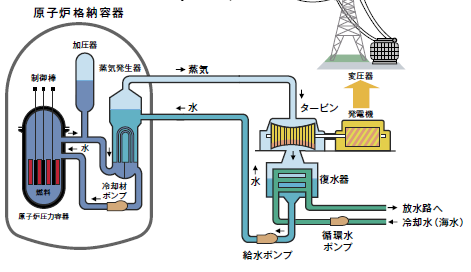 原子炉格納容器
加圧器
蒸気発生器
蒸気
変圧器
制御棒
水
タービン
発電機
水
冷却材
ポンプ
燃料
原子炉圧力容器
水
復水器
放水路へ
冷却水(海水)
給水ポンプ
循環水
ポンプ